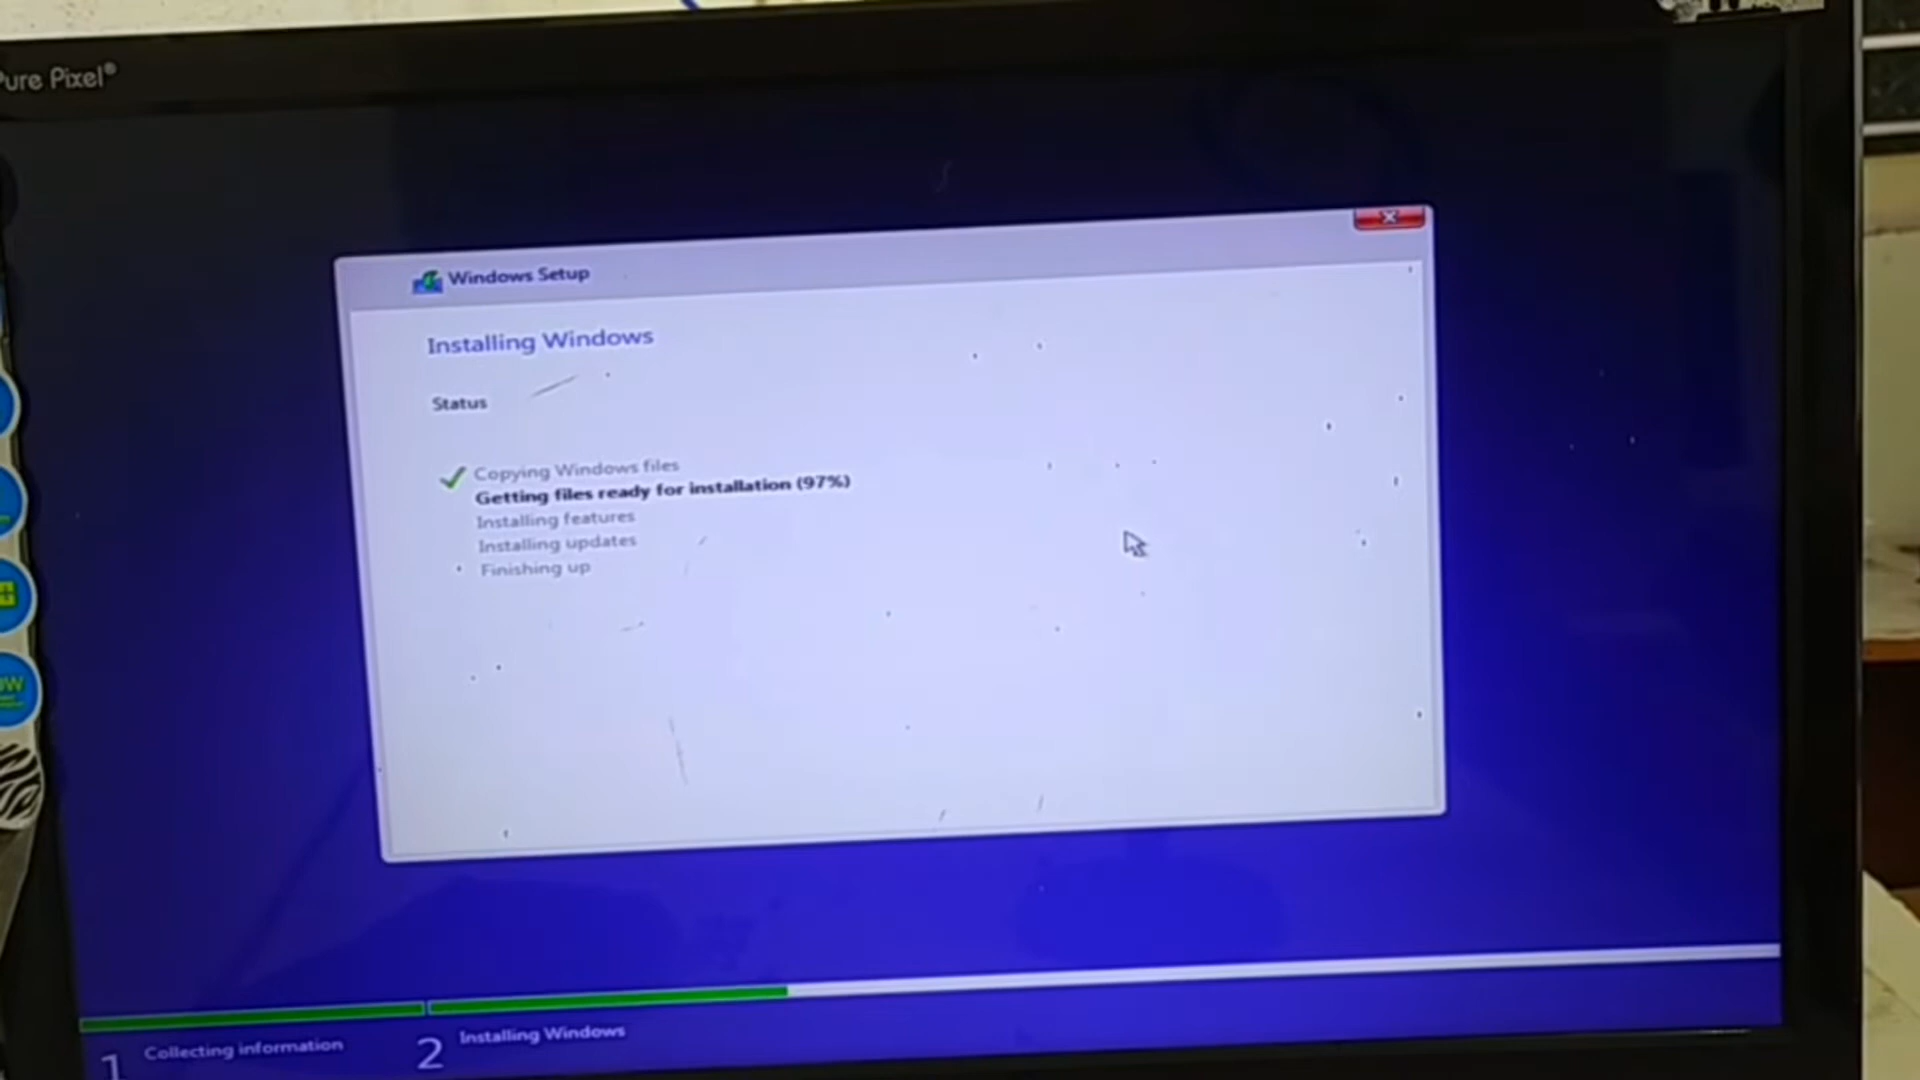 Pure Pixel®
Windows Setup
Installing Windows
Status
Copying Windows files
Getting files ready for installation (97%)
Installing features
Installing updates
Finishing up
1 Collecting information
2 Installing Windows